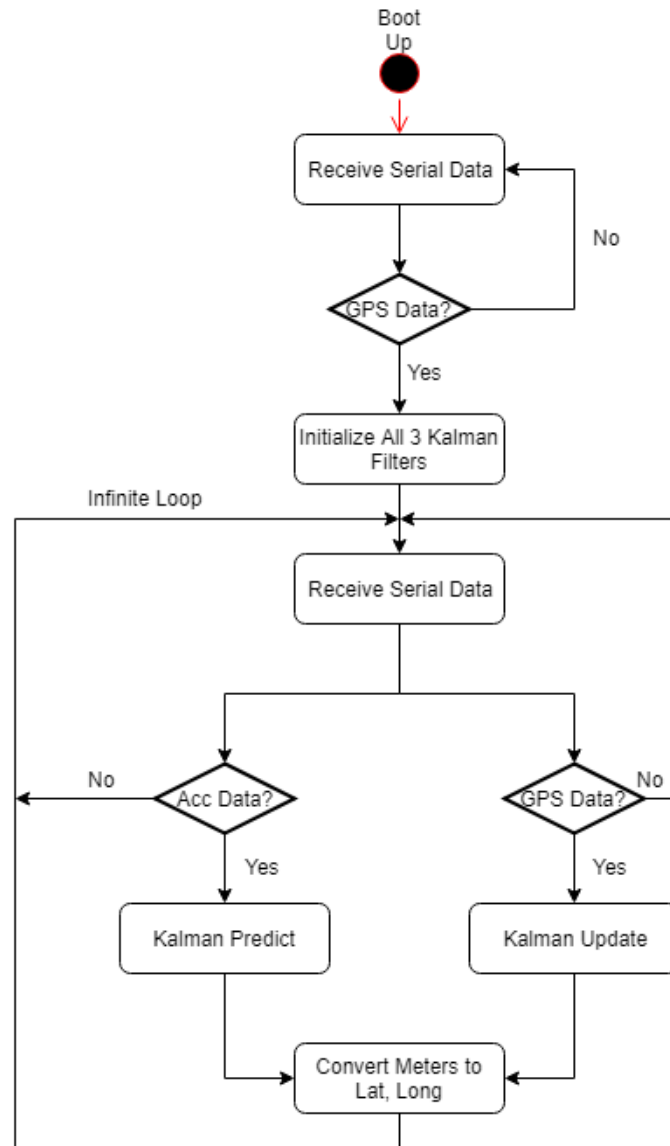 Boot
Up
Receive Serial Data
No
GPS Data?
Yes
Initialize All 3 Kalman
Filters
Infinite Loop
Receive Serial Data
No
Acc Data?
GPS Data?
No
Yes
Yes
Kalman Predict
Kalman Update
Convert Meters to
Lat, Long